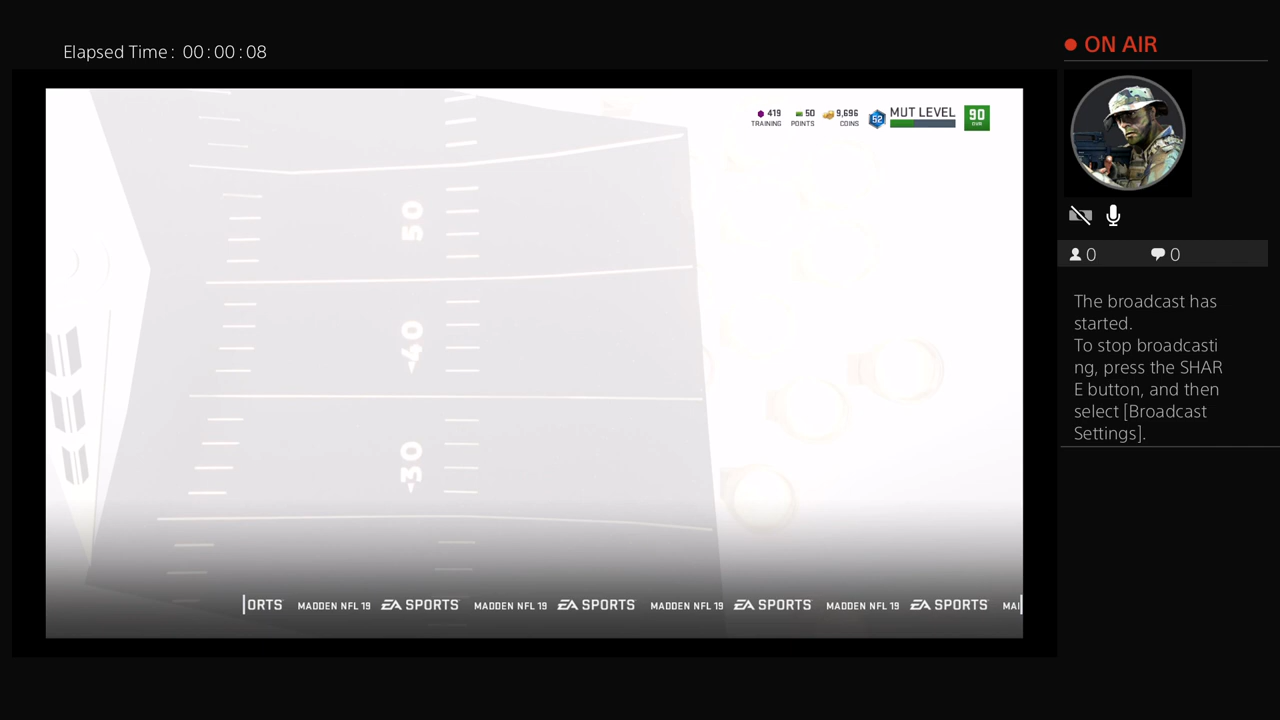 Elapsed Time: 00:00:08
ON AIR
419 TRAINING
50 POINTS
9,696 COINS
52
MUT LEVEL
90 OVR
0 0
The broadcast has
started.
To stop broadcasti
ng, press the SHAR
E button, and then
select [Broadcast
Settings].
50
40
30
ORTS MADDEN NFL 19 EA SPORTS MADDEN NFL 19 EA SPORTS MADDEN NFL 19 EA SPORTS MADDEN NFL 19 EA SPORTS MAI